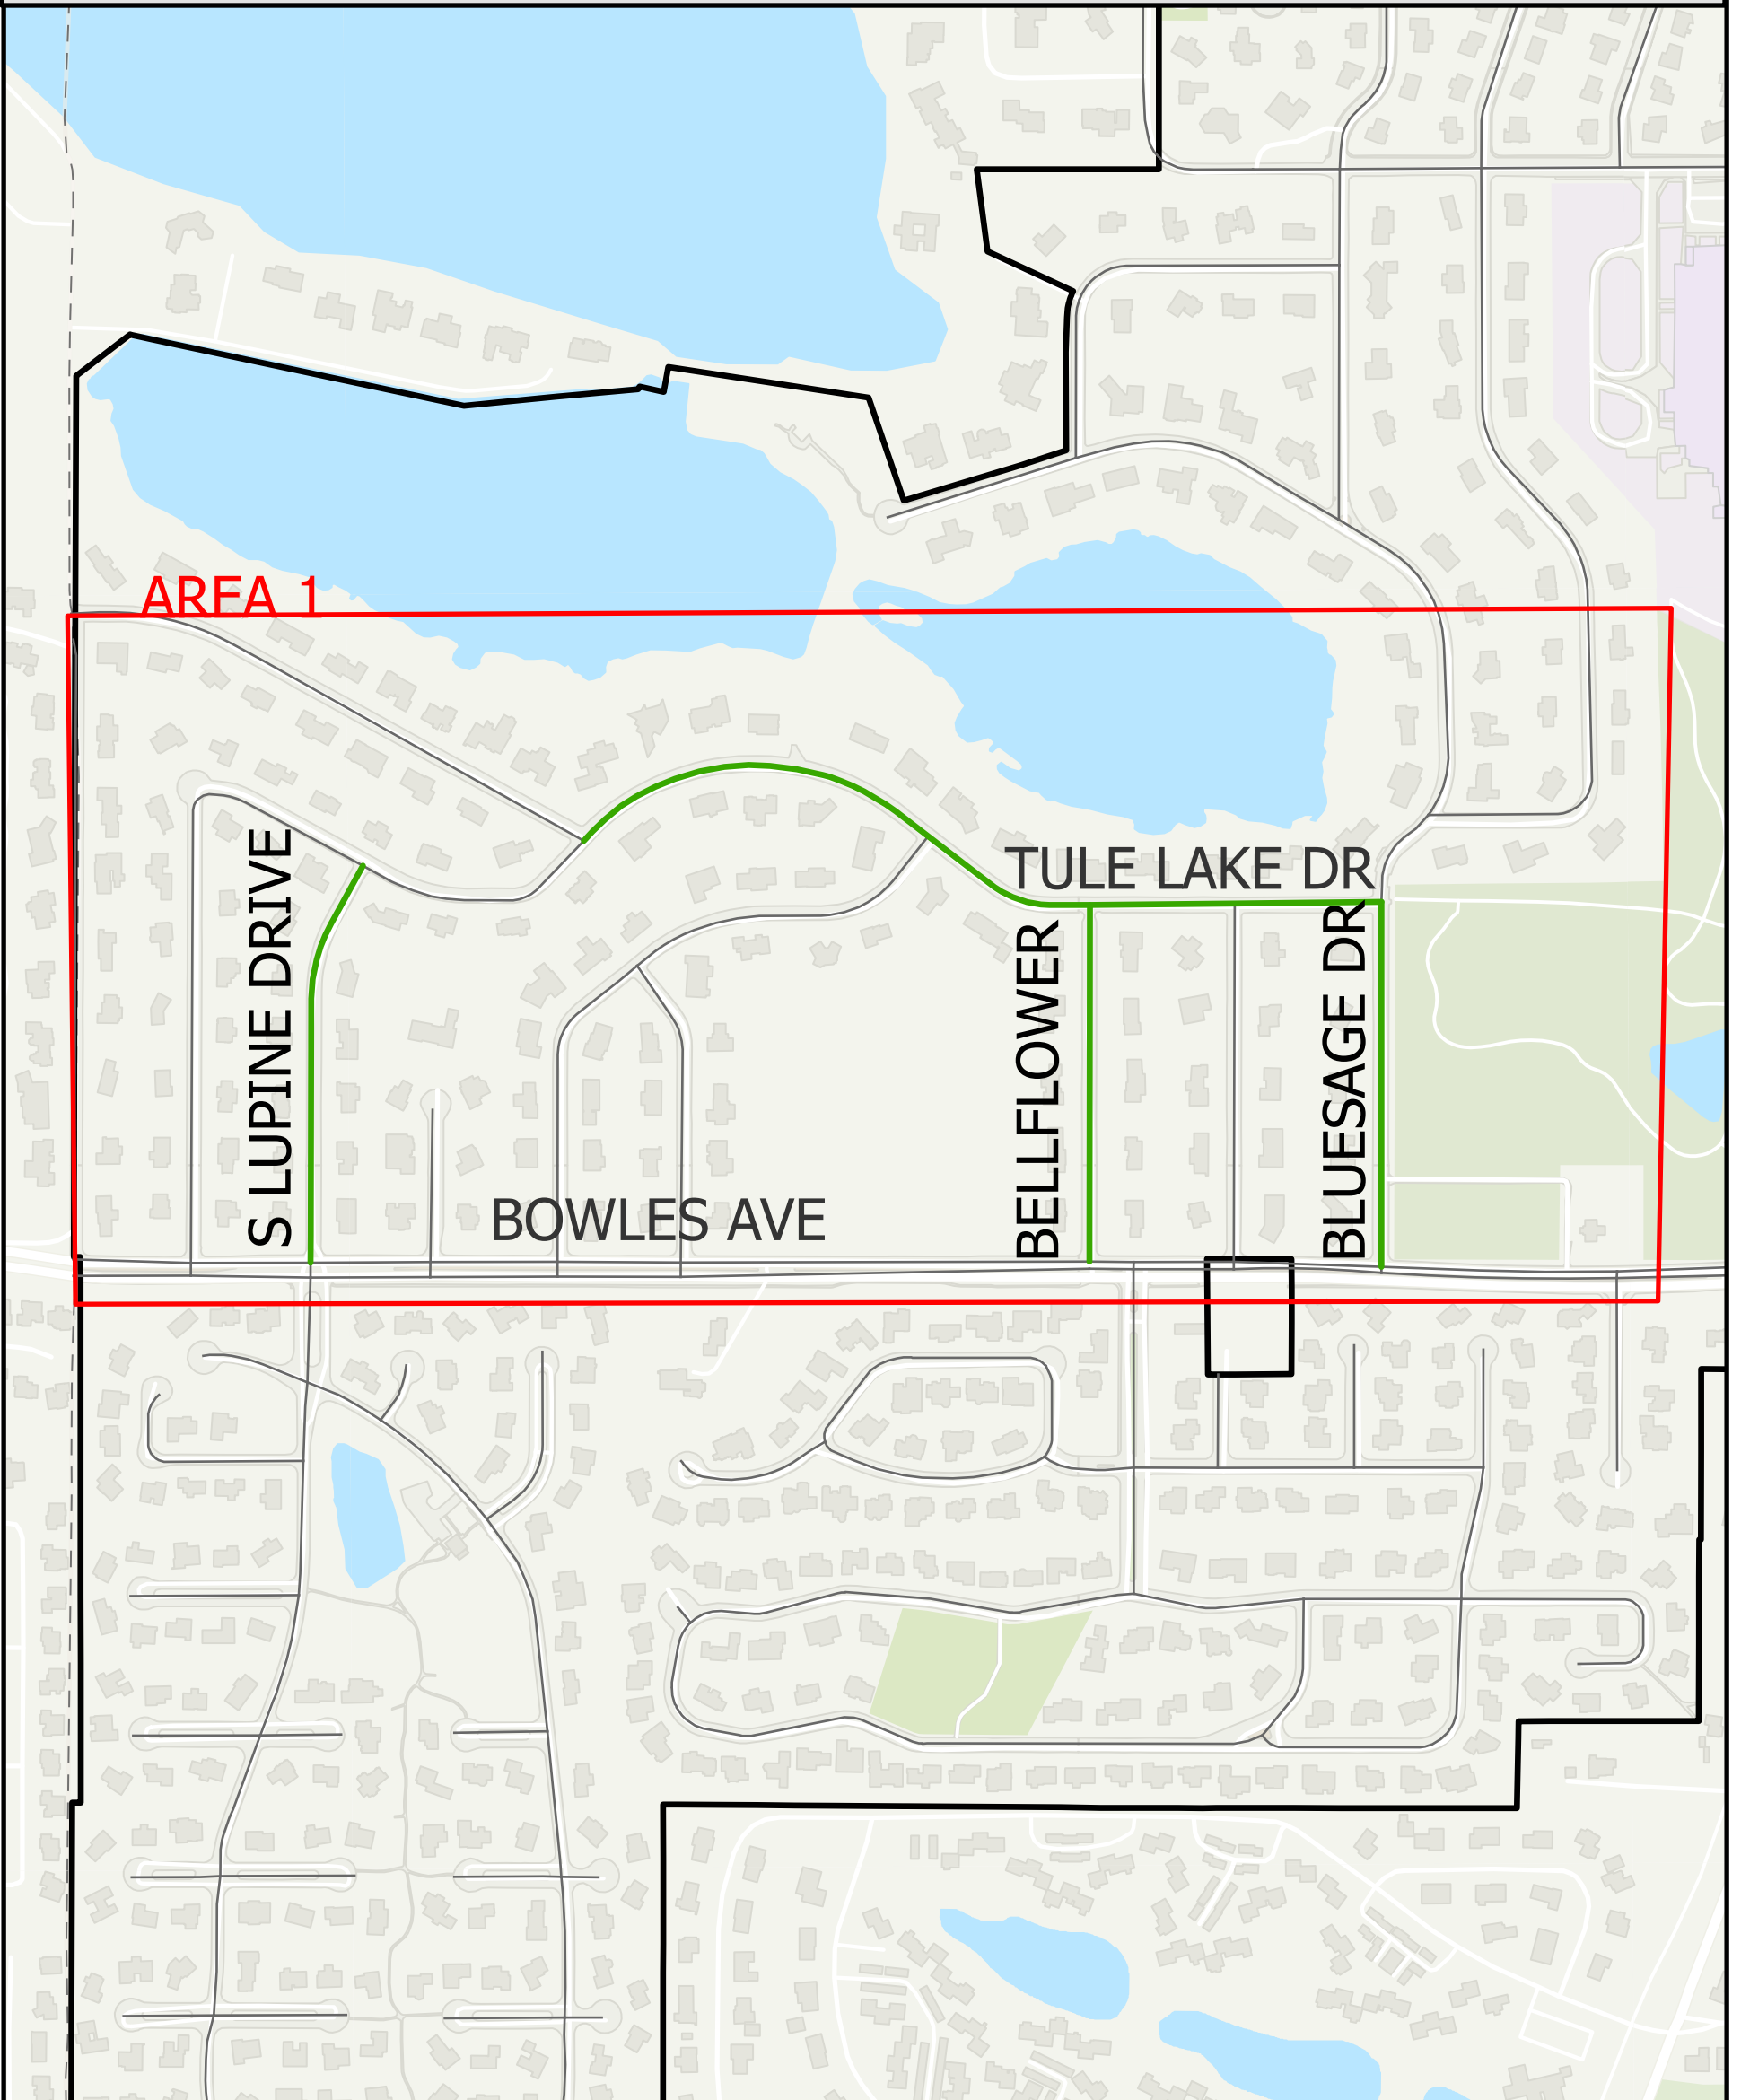 AREA 1
TULE LAKE DR
S LUPINE DRIVE
BELLFLOWER
BLUESAGE DR
BOWLES AVE